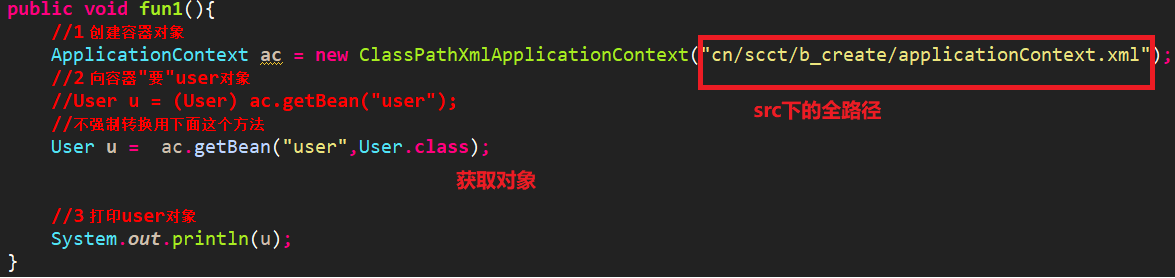 public void fun1(){
//1 创建容器对象
ApplicationContext ac = new ClassPathXmlApplicationContext("cn/scct/b_create/applicationContext.xml");
//2 向容器"要"user对象
//User u = (User) ac.getBean("user");
src下的全路径
//不强制转换用下面这个方法
User u =  ac.getBean("user",User.class);
获取对象
//3 打印user对象
System.out.println(u);
}